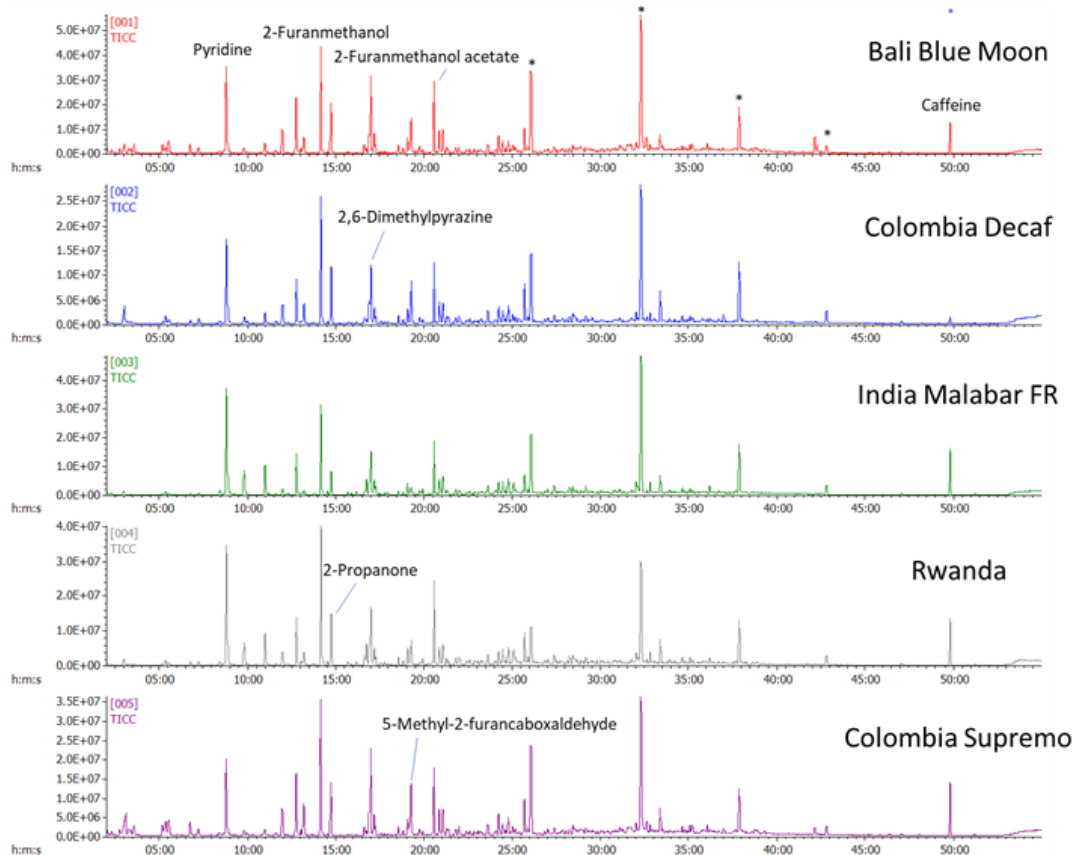 [001]
TICC
5.0E+07
4.0E+07
3.0E+07
2.0E+07
1.0E+07
0.0E+00
Pyridine
2-Furanmethanol
2-Furanmethanol acetate
*
*
*
*
*
Bali Blue Moon
Caffeine
h:m:s
05:00 10:00 15:00 20:00 25:00 30:00 35:00 40:00 45:00 50:00
[002]
TICC
2.5E+07
2.0E+07
1.5E+07
1.0E+07
5.0E+06
0.0E+00
2,6-Dimethylpyrazine
Colombia Decaf
h:m:s
05:00 10:00 15:00 20:00 25:00 30:00 35:00 40:00 45:00 50:00
[003]
TICC
4.0E+07
3.0E+07
2.0E+07
1.0E+07
0.0E+00
India Malabar FR
h:m:s
05:00 10:00 15:00 20:00 25:00 30:00 35:00 40:00 45:00 50:00
[004]
TICC
4.0E+07
3.0E+07
2.0E+07
1.0E+07
0.0E+00
2-Propanone
Rwanda
h:m:s
05:00 10:00 15:00 20:00 25:00 30:00 35:00 40:00 45:00 50:00
[005]
TICC
3.5E+07
3.0E+07
2.5E+07
2.0E+07
1.5E+07
1.0E+07
5.0E+06
0.0E+00
5-Methyl-2-furancaboxaldehyde
Colombia Supremo
h:m:s
05:00 10:00 15:00 20:00 25:00 30:00 35:00 40:00 45:00 50:00